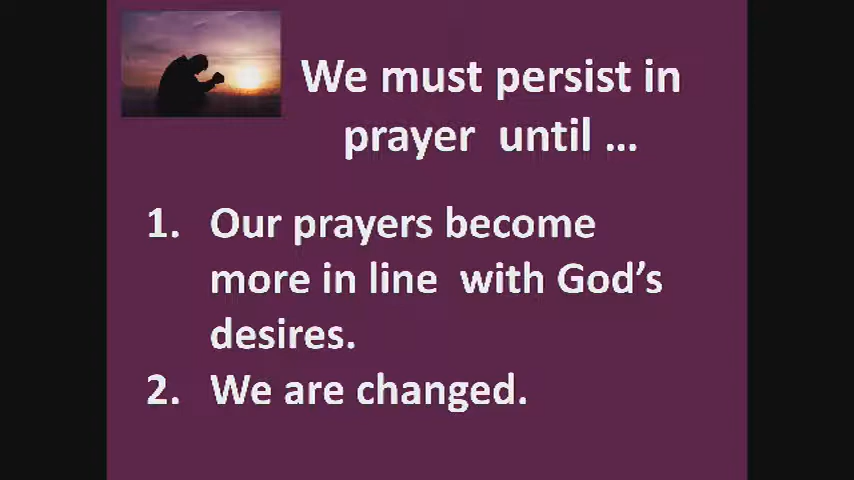 We must persist in
prayer until ...
1. Our prayers become
more in line with God's
desires.
2. We are changed.